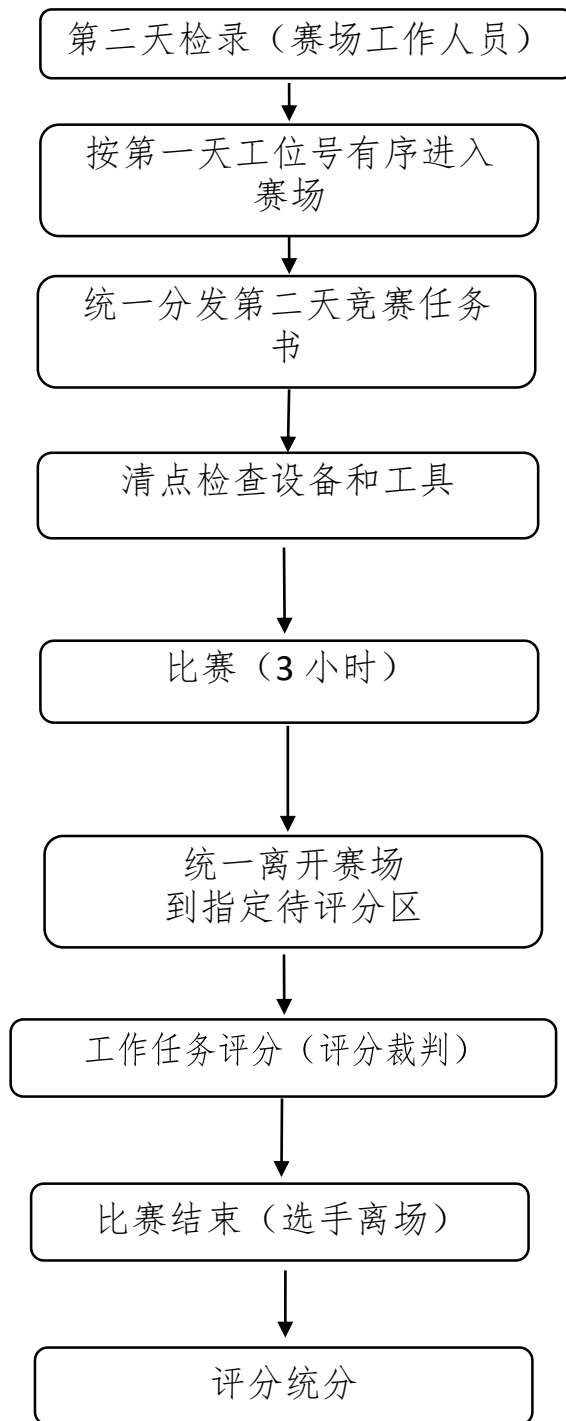 第二天检录（赛场工作人员）
按第一天工位号有序进入
赛场
统一分发第二天竞赛任务
书
清点检查设备和工具
比赛（3 小时）
统一离开赛场
到指定待评分区
工作任务评分（评分裁判）
比赛结束（选手离场）
评分统分